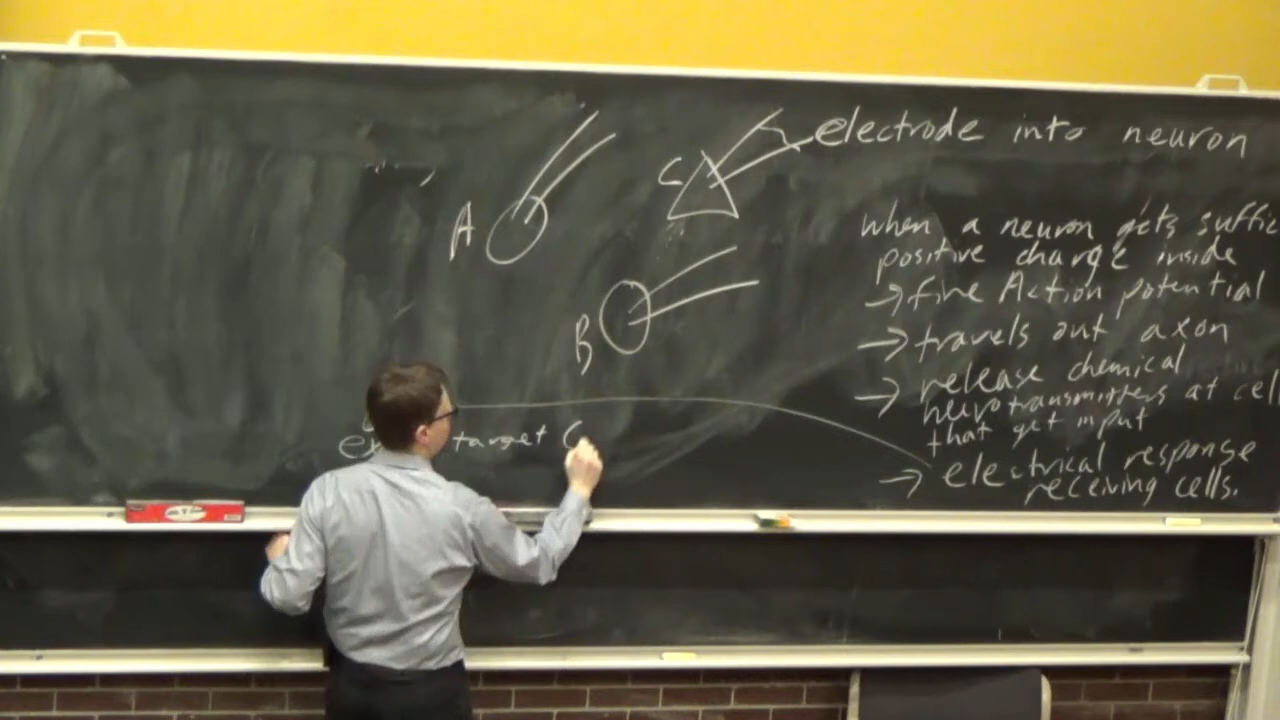 electrode into neuron
C
A
When a neuron gets suffic
positive charge inside
→ fire Action potential
B
→ travels out axon
→ release chemical
neurotransmitters at cell
that get input
target C
→ electrical response
receiving cells.